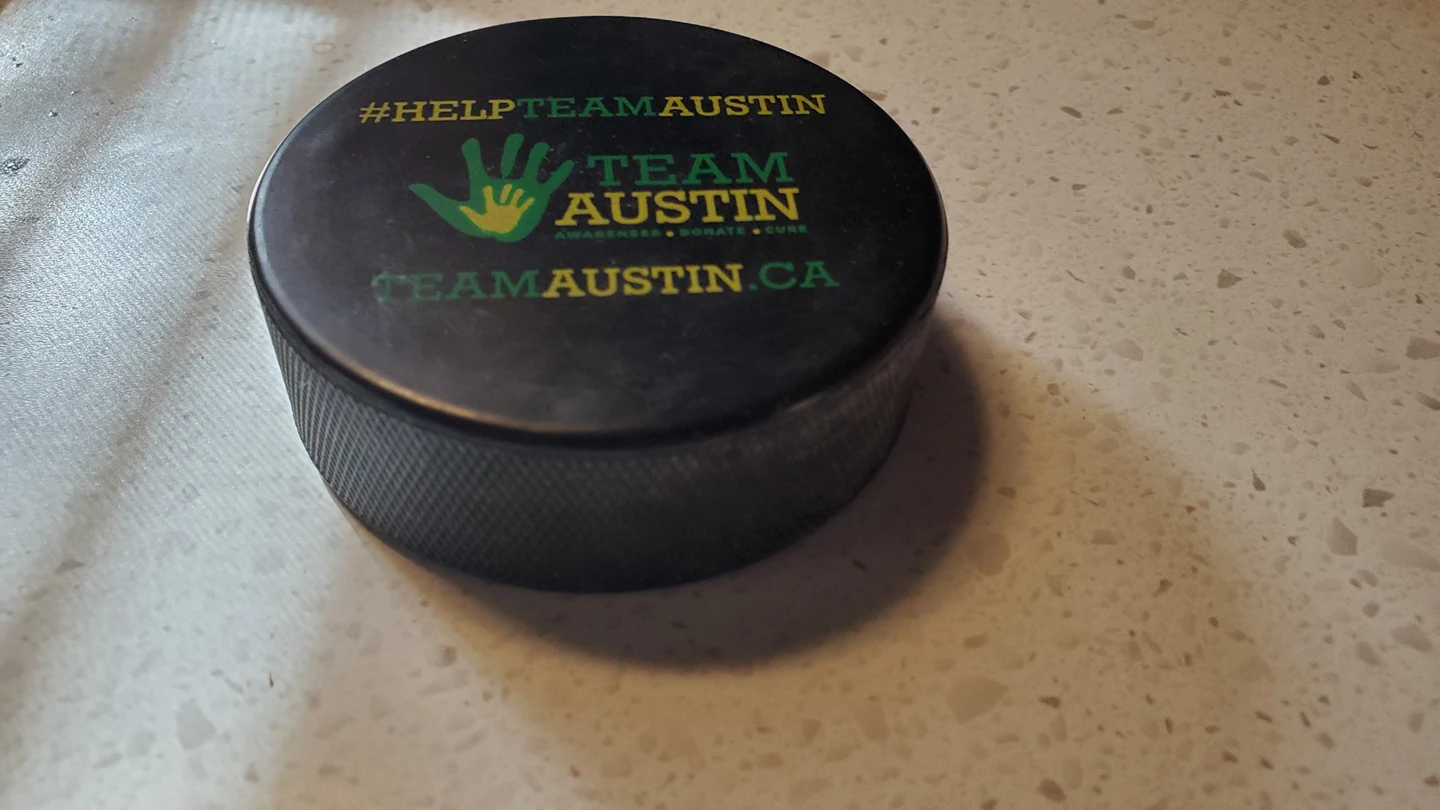 #HELPTEAMAUSTIN
TEAM
AUSTIN
AWARENESS • DONATE • CURE
TEAMAUSTIN.CA